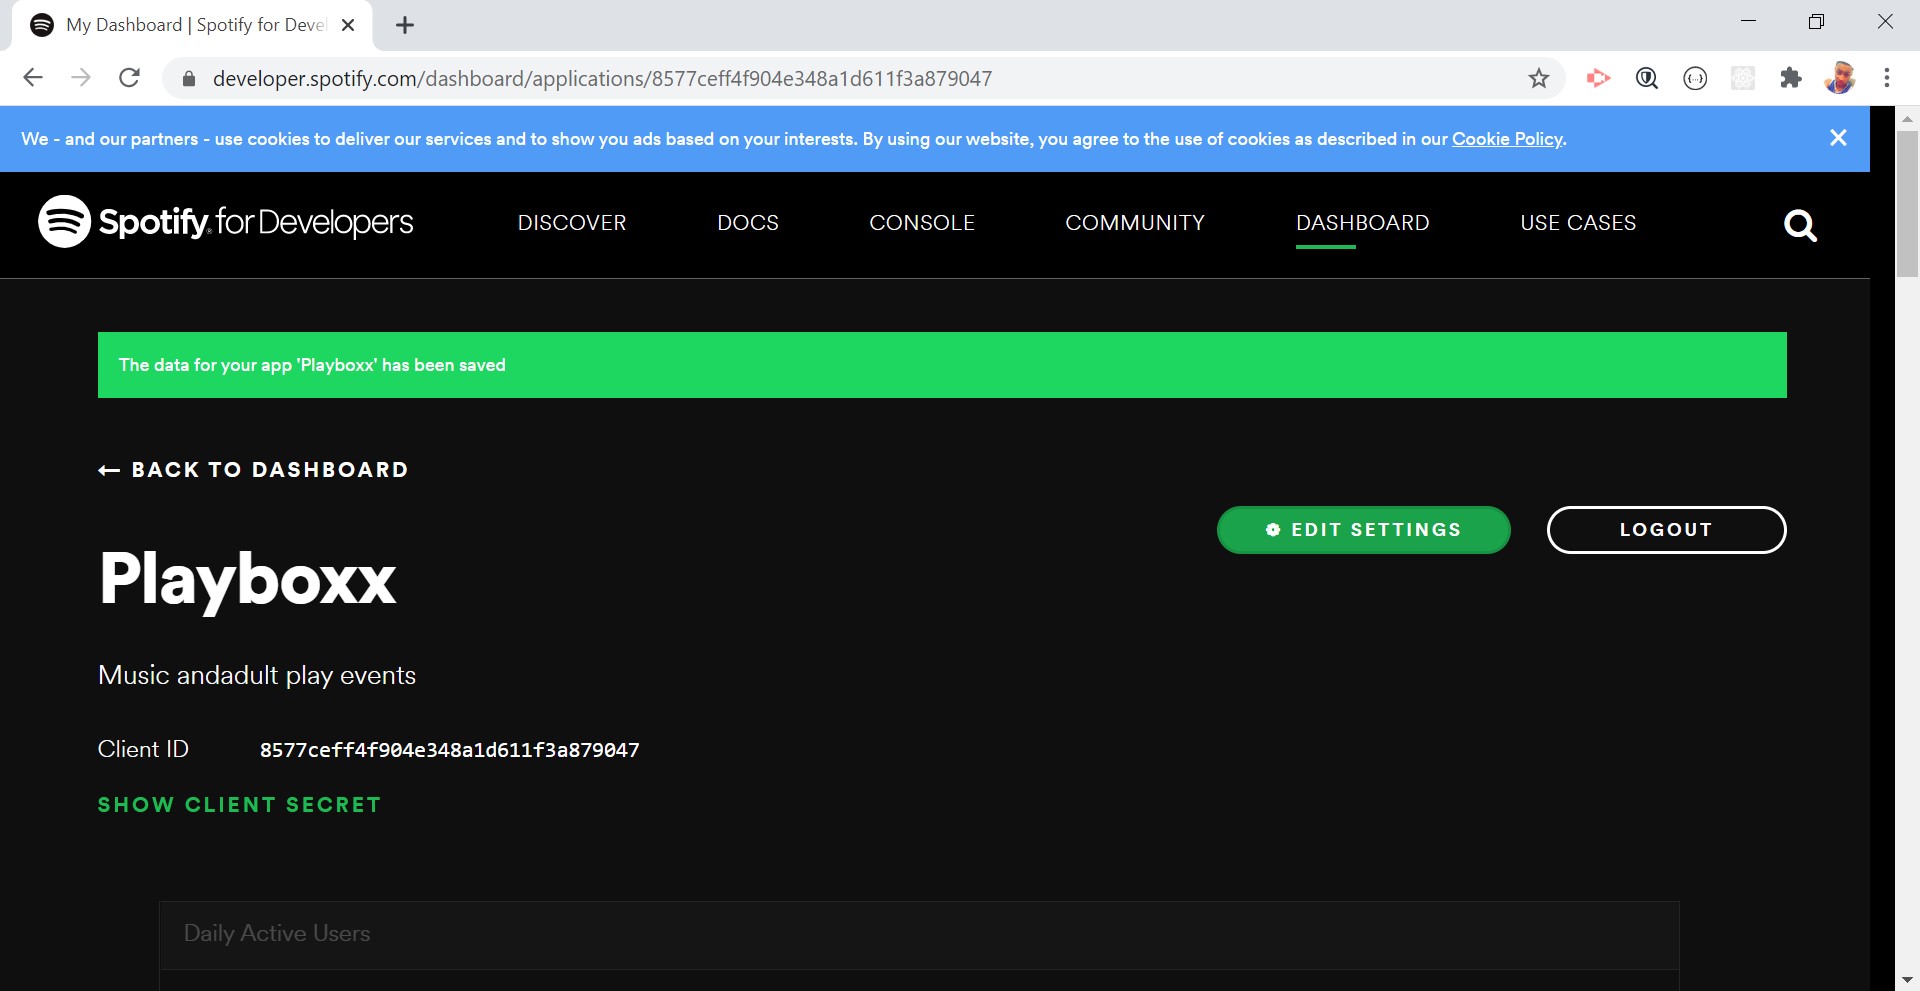 My Dashboard | Spotify for Deve
developer.spotify.com/dashboard/applications/8577ceff4f904e348a1d611f3a879047
We - and our partners - use cookies to deliver our services and to show you ads based on your interests. By using our website, you agree to the use of cookies as described in our Cookie Policy.
Spotify for Developers
DISCOVER
DOCS
CONSOLE
COMMUNITY
DASHBOARD
USE CASES
The data for your app 'Playboxx' has been saved
← BACK TO DASHBOARD
EDIT SETTINGS
LOGOUT
Playboxx
Music andadult play events
Client ID 8577ceff4f904e348a1d611f3a879047
SHOW CLIENT SECRET
Daily Active Users